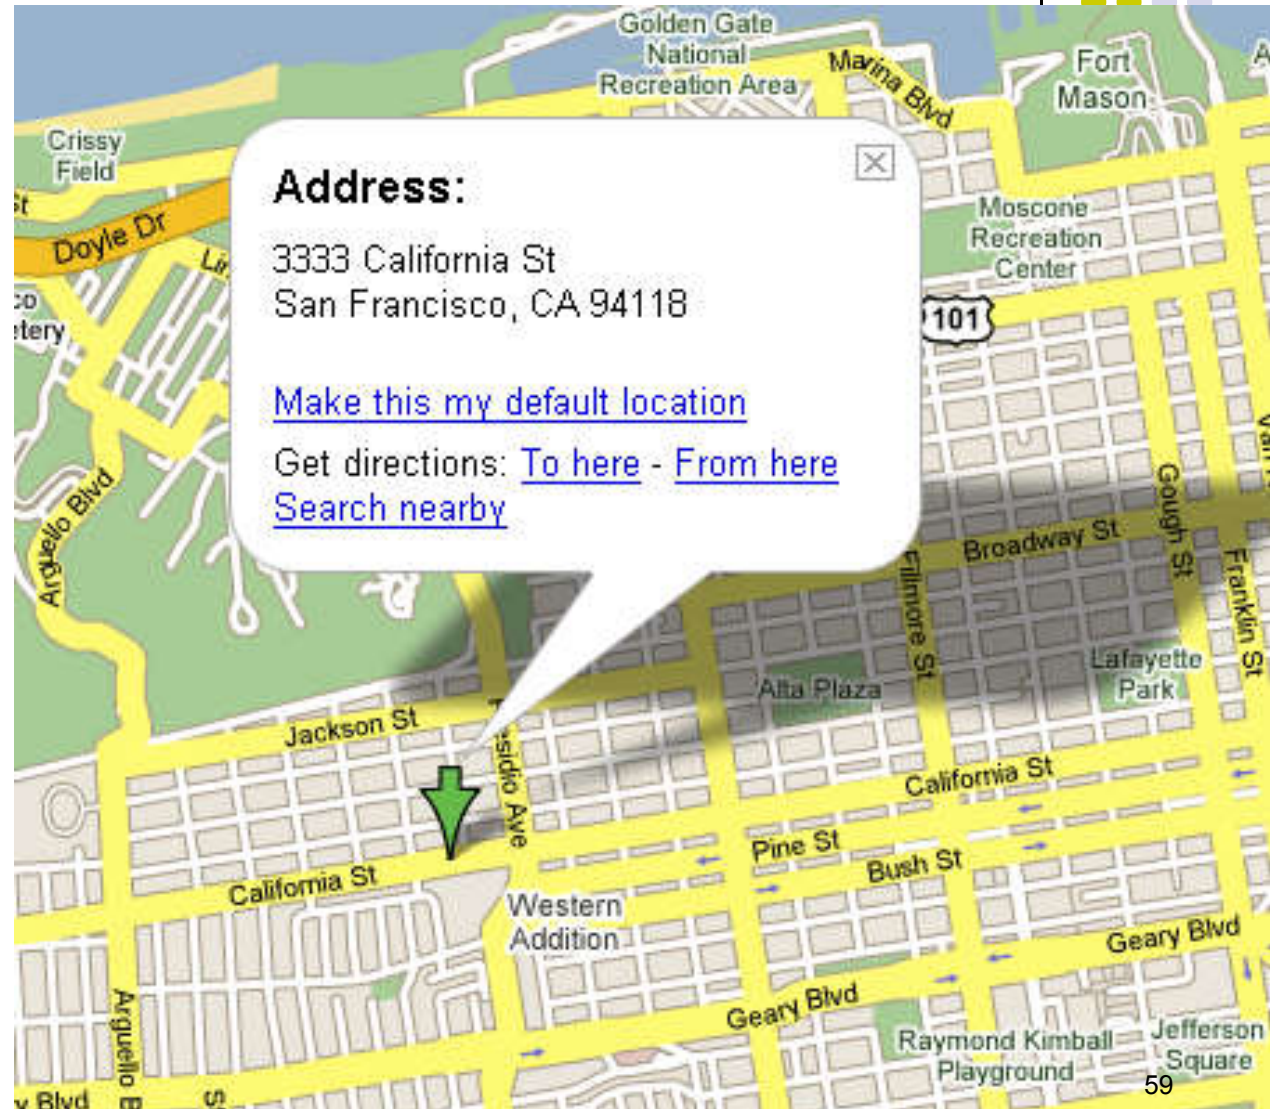 Golden Gate
National
Recreation Area
Marina Blvd
Fort
Mason
Crissy
Field
Address:
3333 California St
San Francisco, CA 94118
Make this my default location
Get directions: To here - From here
Search nearby
Moscone
Recreation
Center
St
Doyle Dr
101
Arguello Blvd
Gough St
Broadway St
Fillmore St
Franklin St
Lafayette
Park
Alta Plaza
Jackson St
California St
Pine St
Bush St
California St
Western
Addition
Geary Blvd
Geary Blvd
Raymond Kimball
Playground
Jefferson
Square
Arguello B
Blvd
59